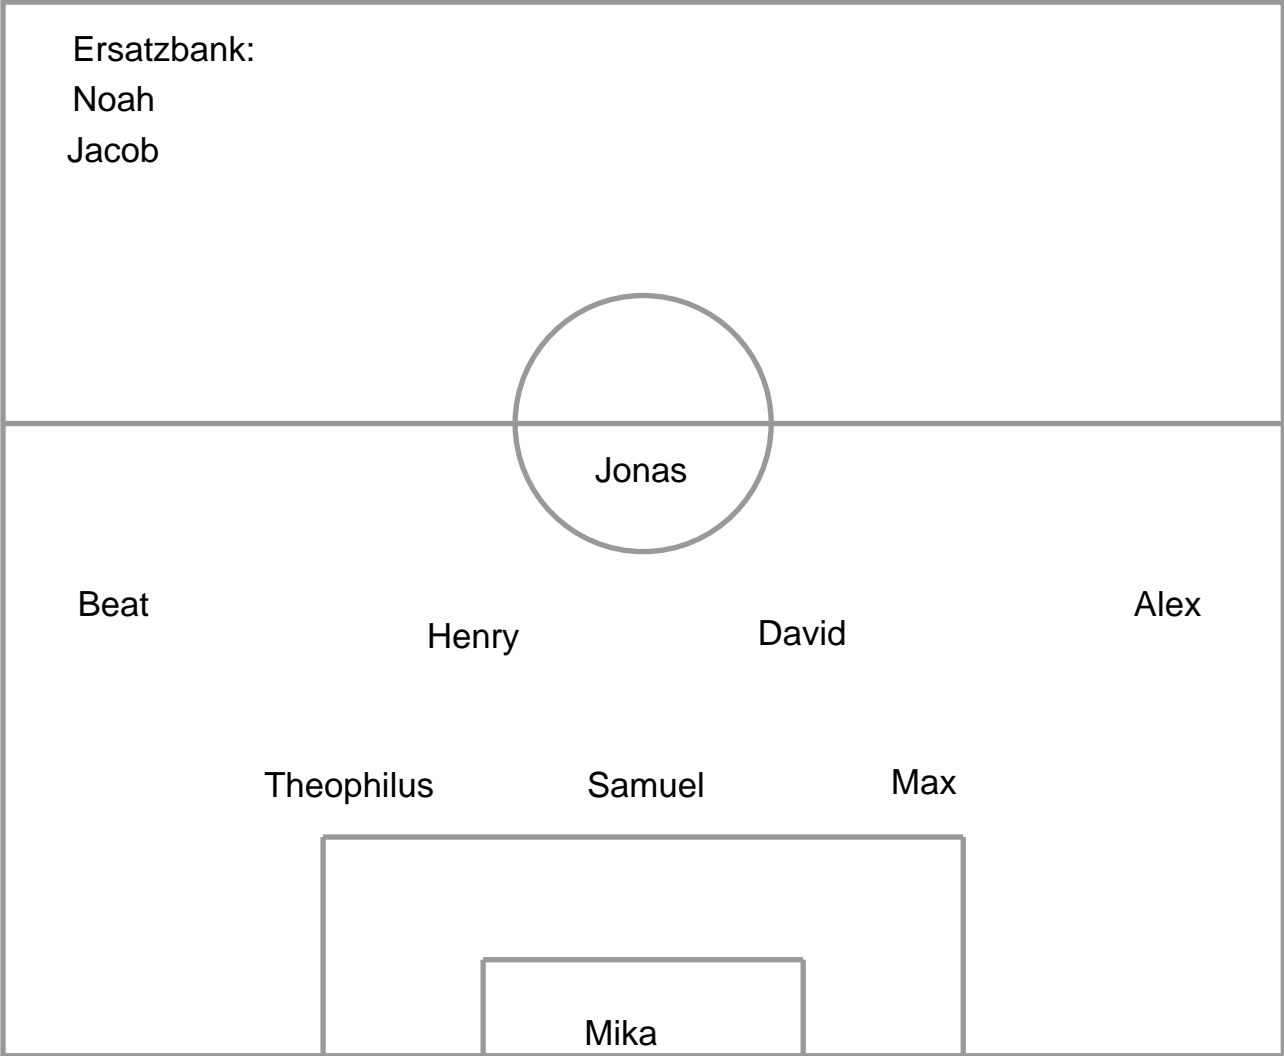 Ersatzbank:
Noah
Jacob
Jonas
Beat
Alex
Henry
David
Theophilus
Samuel
Max
Mika